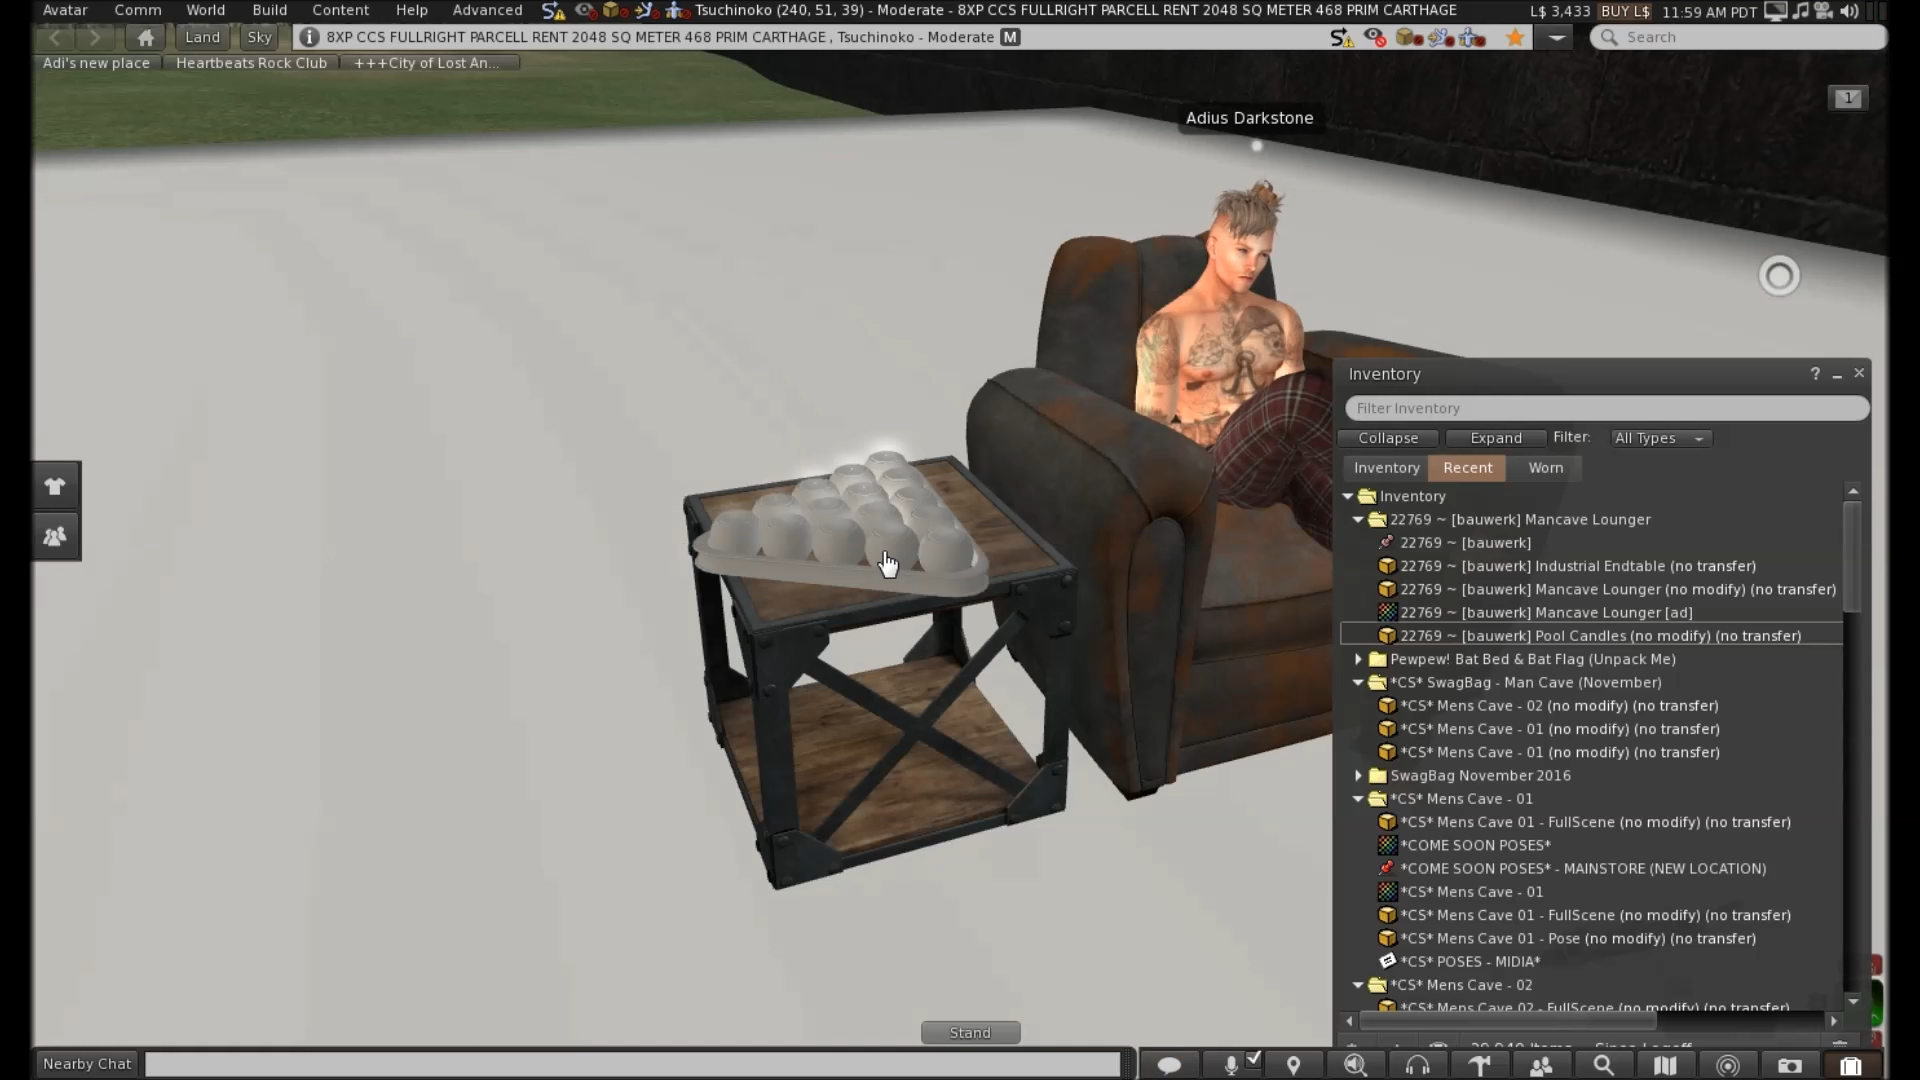 Avatar Comm World Build Content Help Advanced Tsuchinoko (240, 51, 39) - Moderate - 8XP CCS FULLRIGHT PARCELL RENT 2048 SQ METER 468 PRIM CARTHAGE L$ 3,433 BUY L$ 11:59 AM PDT
Land Sky 8XP CCS FULLRIGHT PARCELL RENT 2048 SQ METER 468 PRIM CARTHAGE , Tsuchinoko - Moderate M Search
Adi's new place Heartbeats Rock Club +++City of Lost An...
1
Adius Darkstone
Inventory ?
Filter Inventory
Collapse Expand Filter: All Types
Inventory Recent Worn
Inventory
22769 ~ [bauwerk] Mancave Lounger
22769 ~ [bauwerk]
22769 ~ [bauwerk] Industrial Endtable (no transfer)
22769 ~ [bauwerk] Mancave Lounger (no modify) (no transfer)
22769 ~ [bauwerk] Mancave Lounger [ad]
22769 ~ [bauwerk] Pool Candles (no modify) (no transfer)
Pewpew! Bat Bed & Bat Flag (Unpack Me)
*CS* SwagBag - Man Cave (November)
*CS* Mens Cave - 02 (no modify) (no transfer)
*CS* Mens Cave - 01 (no modify) (no transfer)
*CS* Mens Cave - 01 (no modify) (no transfer)
SwagBag November 2016
*CS* Mens Cave - 01
*CS* Mens Cave 01 - FullScene (no modify) (no transfer)
*COME SOON POSES*
*COME SOON POSES* - MAINSTORE (NEW LOCATION)
*CS* Mens Cave - 01
*CS* Mens Cave 01 - FullScene (no modify) (no transfer)
*CS* Mens Cave 01 - Pose (no modify) (no transfer)
*CS* POSES - MIDIA*
*CS* Mens Cave - 02
*CS* Mens Cave 02 - FullScene (no modify) (no transfer)
Stand
Nearby Chat